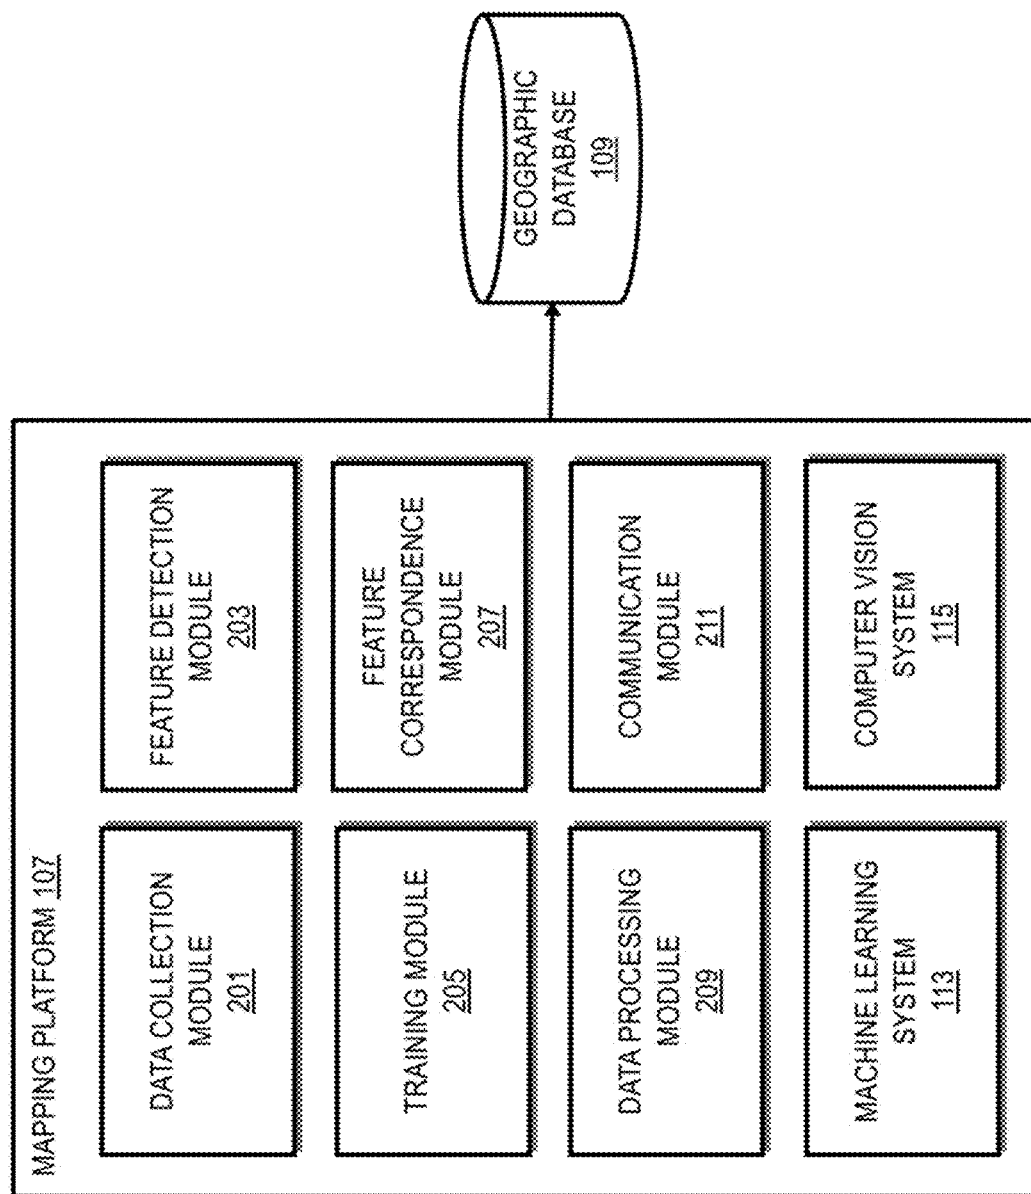 MAPPING PLATFORM 107
DATA COLLECTION
MODULE
201
FEATURE DETECTION
MODULE
203
TRAINING MODULE
205
FEATURE
CORRESPONDENCE
MODULE
207
DATA PROCESSING
MODULE
209
COMMUNICATION
MODULE
211
MACHINE LEARNING
SYSTEM
113
COMPUTER VISION
SYSTEM
115
GEOGRAPHIC
DATABASE
109